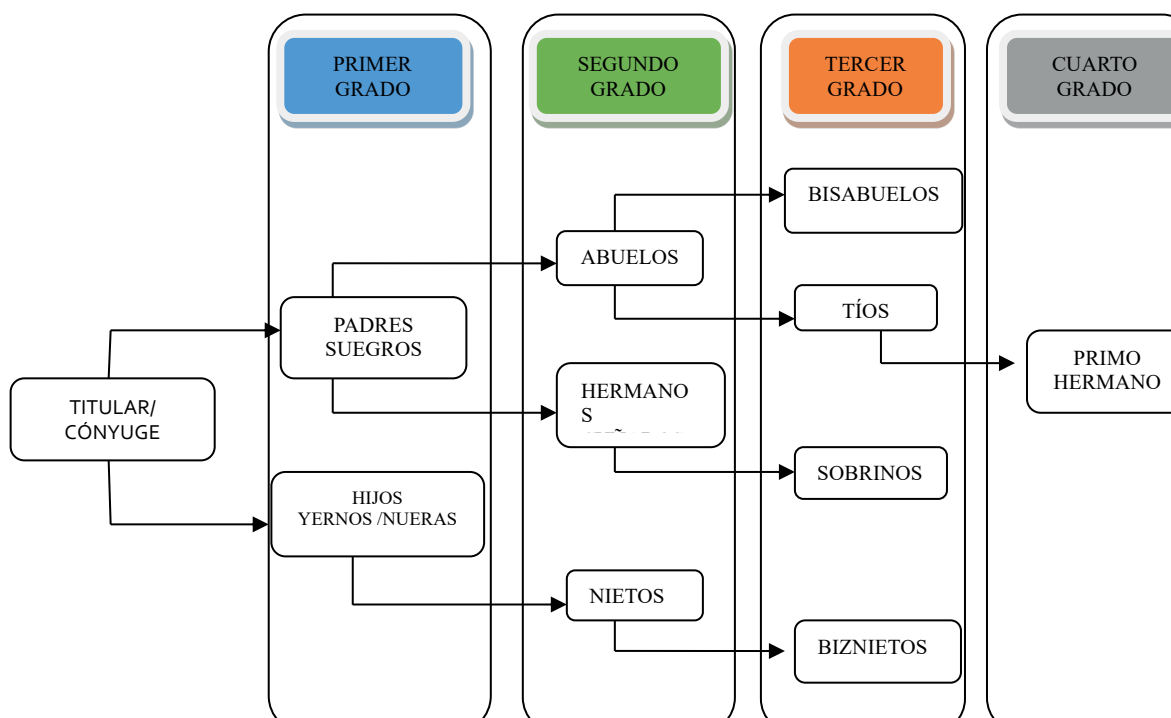 PRIMER
GRADO
SEGUNDO
GRADO
TERCER
GRADO
CUARTO
GRADO
TITULAR/
CÓNYUGE
PADRES
SUEGROS
HIJOS
YERNOS /NUERAS
ABUELOS
HERMANO
S
NIETOS
BISABUELOS
TÍOS
SOBRINOS
BIZNIETOS
PRIMO
HERMANO